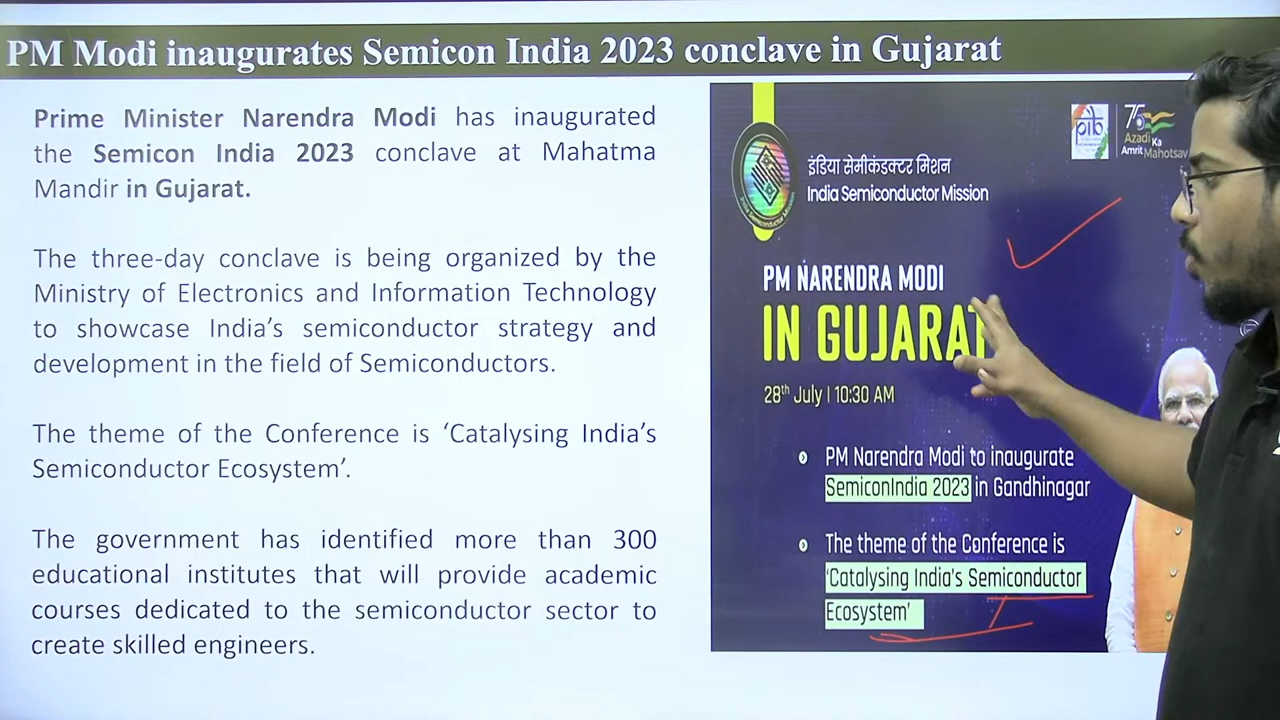 PM Modi inaugurates Semicon India 2023 conclave in Gujarat
Prime Minister Narendra Modi has inaugurated
the Semicon India 2023 conclave at Mahatma
Mandir in Gujarat.
The three-day conclave is being organized by the
Ministry of Electronics and Information Technology
to showcase India's semiconductor strategy and
development in the field of Semiconductors.
The theme of the Conference is ‘Catalysing India's
Semiconductor Ecosystem’.
The government has identified more than 300
educational institutes that will provide academic
courses dedicated to the semiconductor sector to
create skilled engineers.
pib
75
Azadi Ka
Amrit Mahotsav
इंडिया सेमीकंडक्टर मिशन
India Semiconductor Mission
PM NARENDRA MODI
IN GUJARAT
28th July | 10:30 AM
PM Narendra Modi to inaugurate
SemiconIndia 2023 in Gandhinagar
The theme of the Conference is
‘Catalysing India's Semiconductor
Ecosystem’